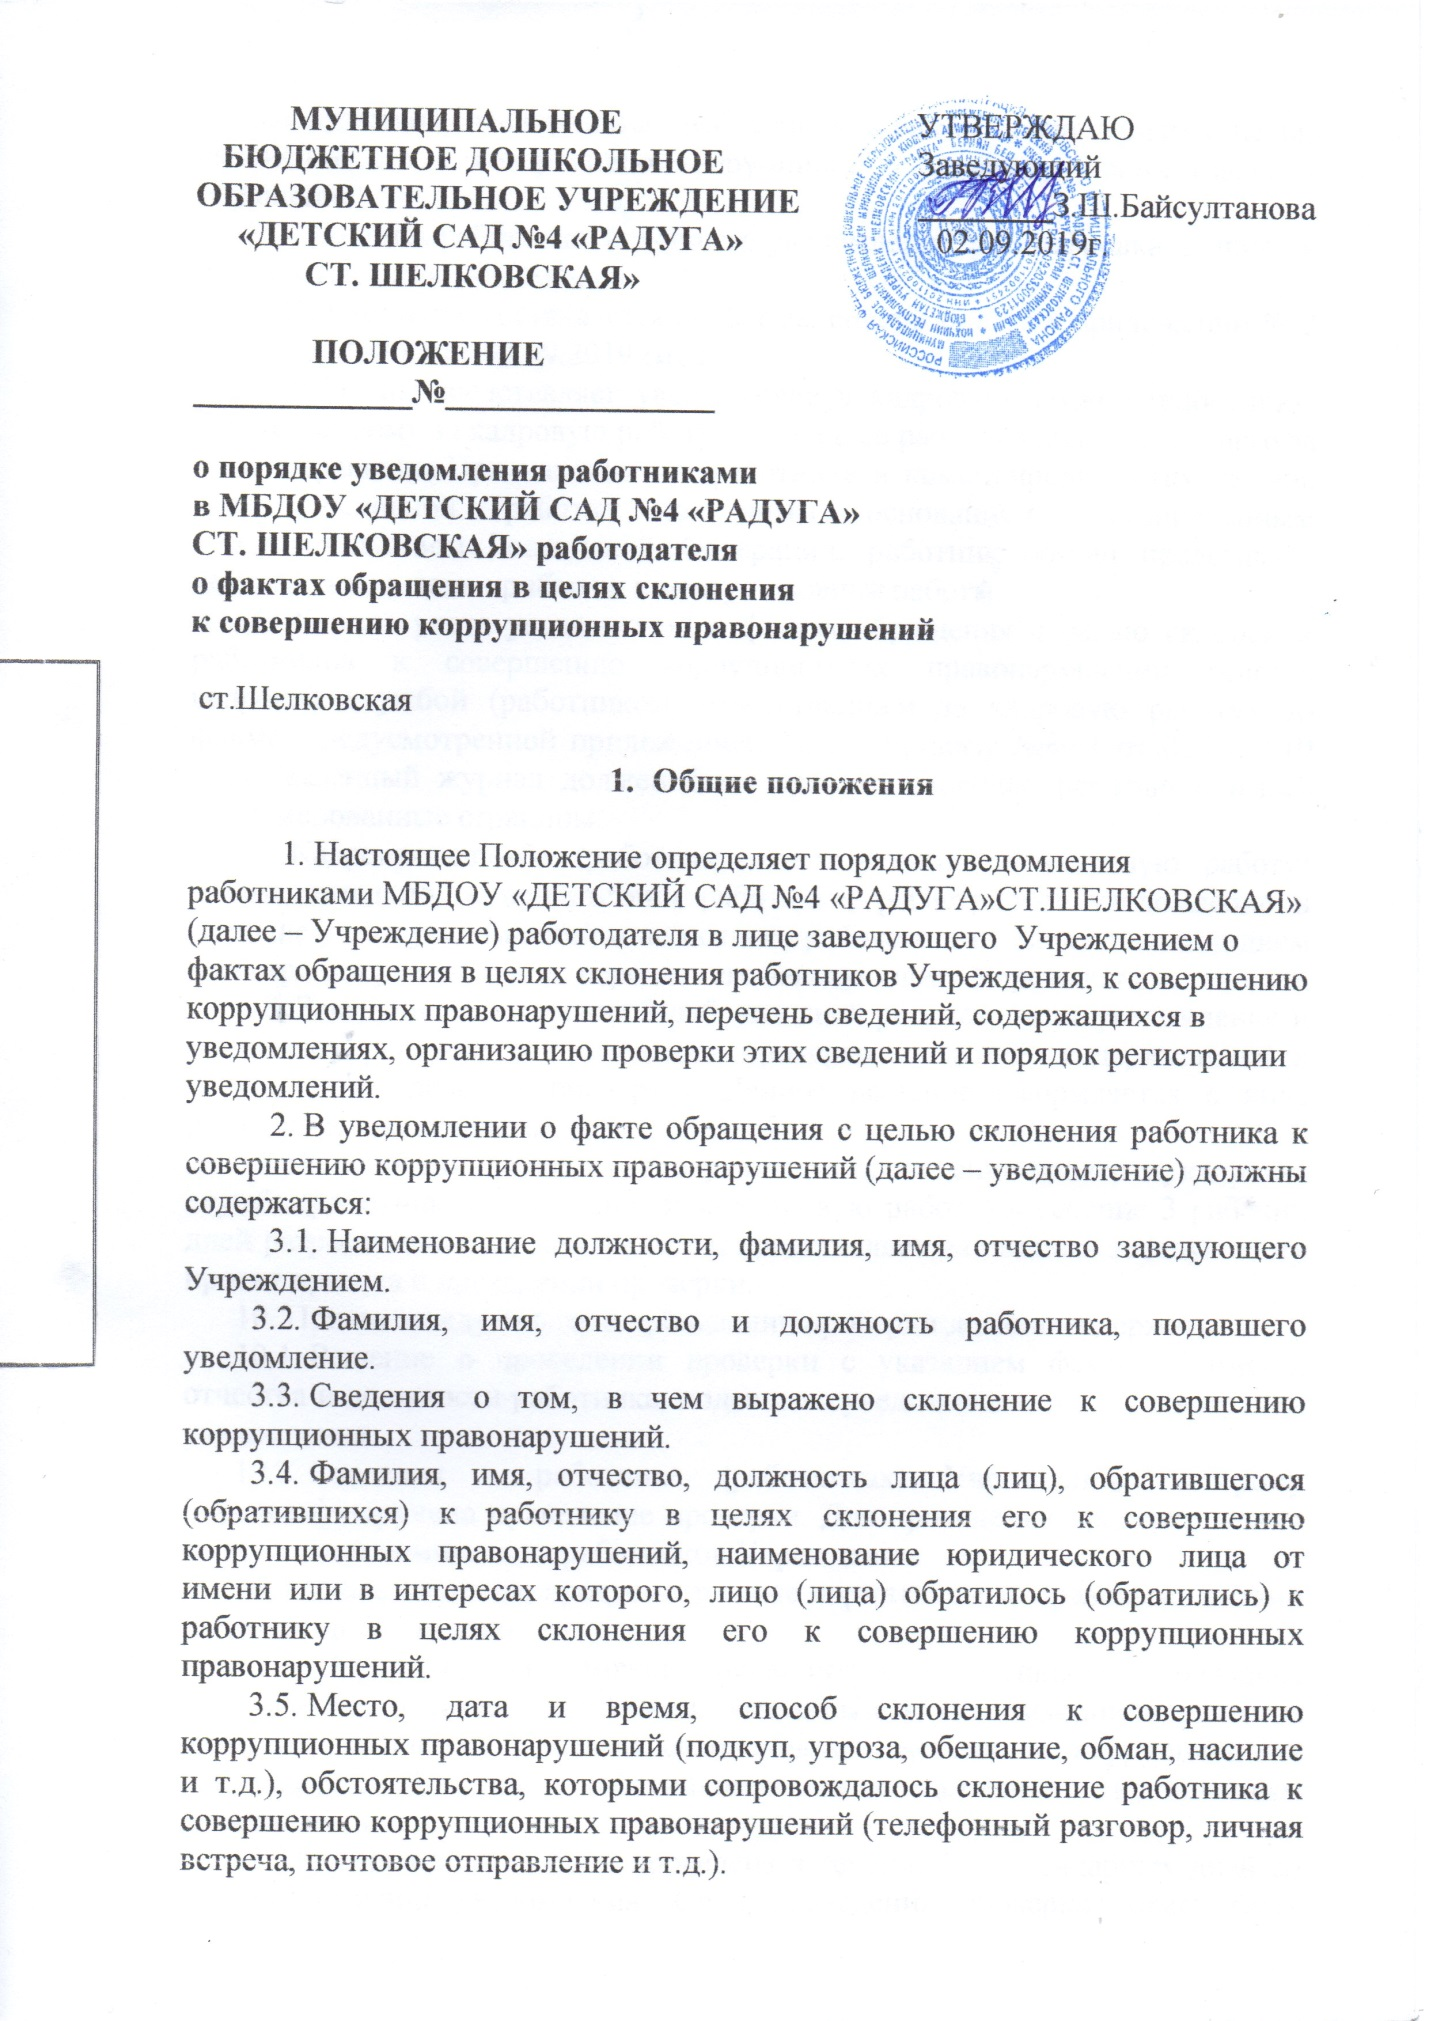 МУНИЦИПАЛЬНОЕ
БЮДЖЕТНОЕ ДОШКОЛЬНОЕ
ОБРАЗОВАТЕЛЬНОЕ УЧРЕЖДЕНИЕ
«ДЕТСКИЙ САД №4 «РАДУГА»
СТ. ШЕЛКОВСКАЯ»
УТВЕРЖДАЮ
Заведующий
________З.Ш.Байсултанова
02.09.2019г.
ПОЛОЖЕНИЕ
_____________№________________
о порядке уведомления работниками
в МБДОУ «ДЕТСКИЙ САД №4 «РАДУГА»
СТ. ШЕЛКОВСКАЯ» работодателя
о фактах обращения в целях склонения
к совершению коррупционных правонарушений
ст.Шелковская
1. Общие положения
1. Настоящее Положение определяет порядок уведомления
работниками МБДОУ «ДЕТСКИЙ САД №4 «РАДУГА»СТ.ШЕЛКОВСКАЯ»
(далее – Учреждение) работодателя в лице заведующего Учреждением о
фактах обращения в целях склонения работников Учреждения, к совершению
коррупционных правонарушений, перечень сведений, содержащихся в
уведомлениях, организацию проверки этих сведений и порядок регистрации
уведомлений.
2. В уведомлении о факте обращения с целью склонения работника к
совершению коррупционных правонарушений (далее – уведомление) должны
содержаться:
3.1. Наименование должности, фамилия, имя, отчество заведующего
Учреждением.
3.2. Фамилия, имя, отчество и должность работника, подавшего
уведомление.
3.3. Сведения о том, в чем выражено склонение к совершению
коррупционных правонарушений.
3.4. Фамилия, имя, отчество, должность лица (лиц), обратившегося
(обратившихся) к работнику в целях склонения его к совершению
коррупционных правонарушений, наименование юридического лица от
имени или в интересах которого, лицо (лица) обратилось (обратились) к
работнику в целях склонения его к совершению коррупционных
правонарушений.
3.5. Место, дата и время, способ склонения к совершению
коррупционных правонарушений (подкуп, угроза, обещание, обман, насилие
и т.д.), обстоятельства, которыми сопровождалось склонение работника к
совершению коррупционных правонарушений (телефонный разговор, личная
встреча, почтовое отправление и т.д.).